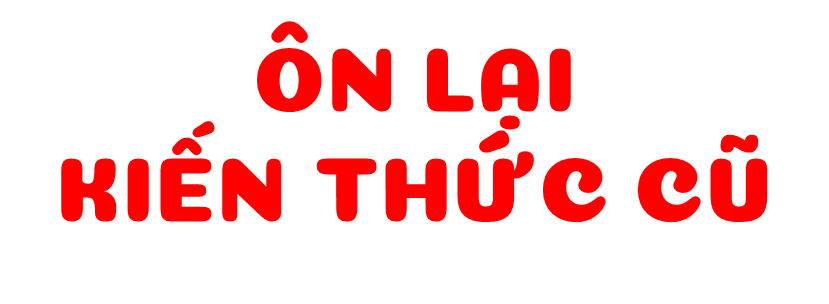 ÔN LẠI
KIẾN THỨC CŨ